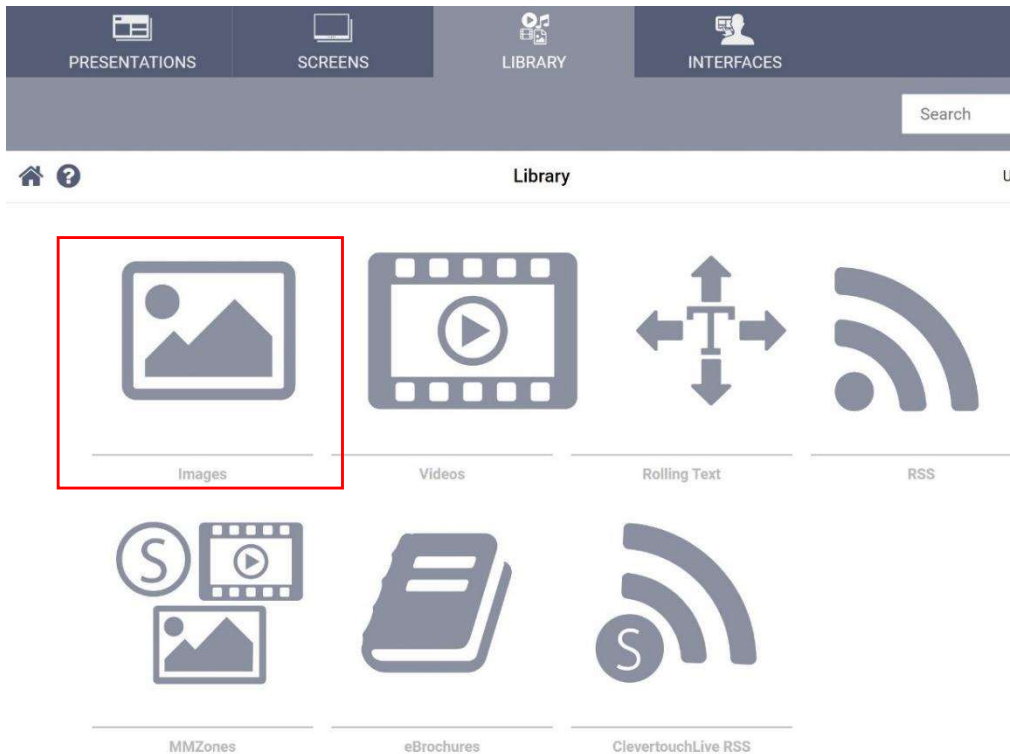 PRESENTATIONS SCREENS LIBRARY INTERFACES
Search
Library U
Images Videos Rolling Text RSS
S
S
MMZones eBrochures ClevertouchLive RSS